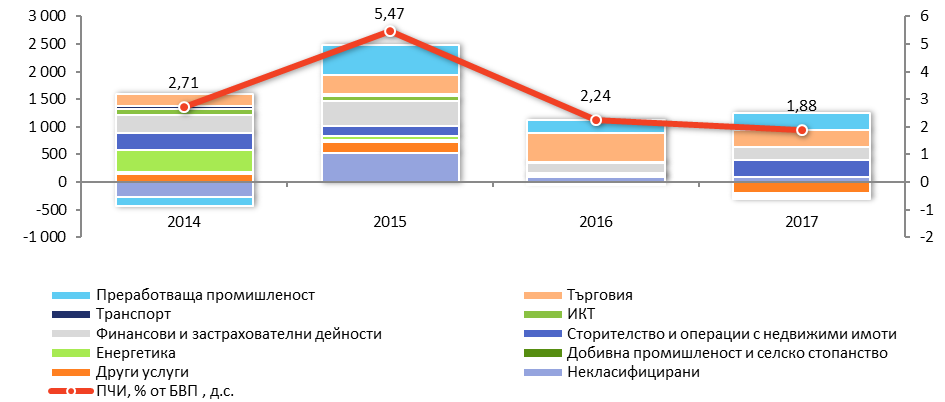 3 000
2 500
2 000
1 500
1 000
500
0
-500
-1 000
6
5
4
3
2
1
0
-1
-2
2,71
5,47
2,24
1,88
2014
2015
2016
2017
Преработваща промишленост
Търговия
Транспорт
ИКТ
Финансови и застрахователни дейности
Сторителство и операции с недвижими имоти
Енергетика
Добивна промишленост и селско стопанство
Други услуги
Некласифицирани
ПЧИ, % от БВП , д.с.